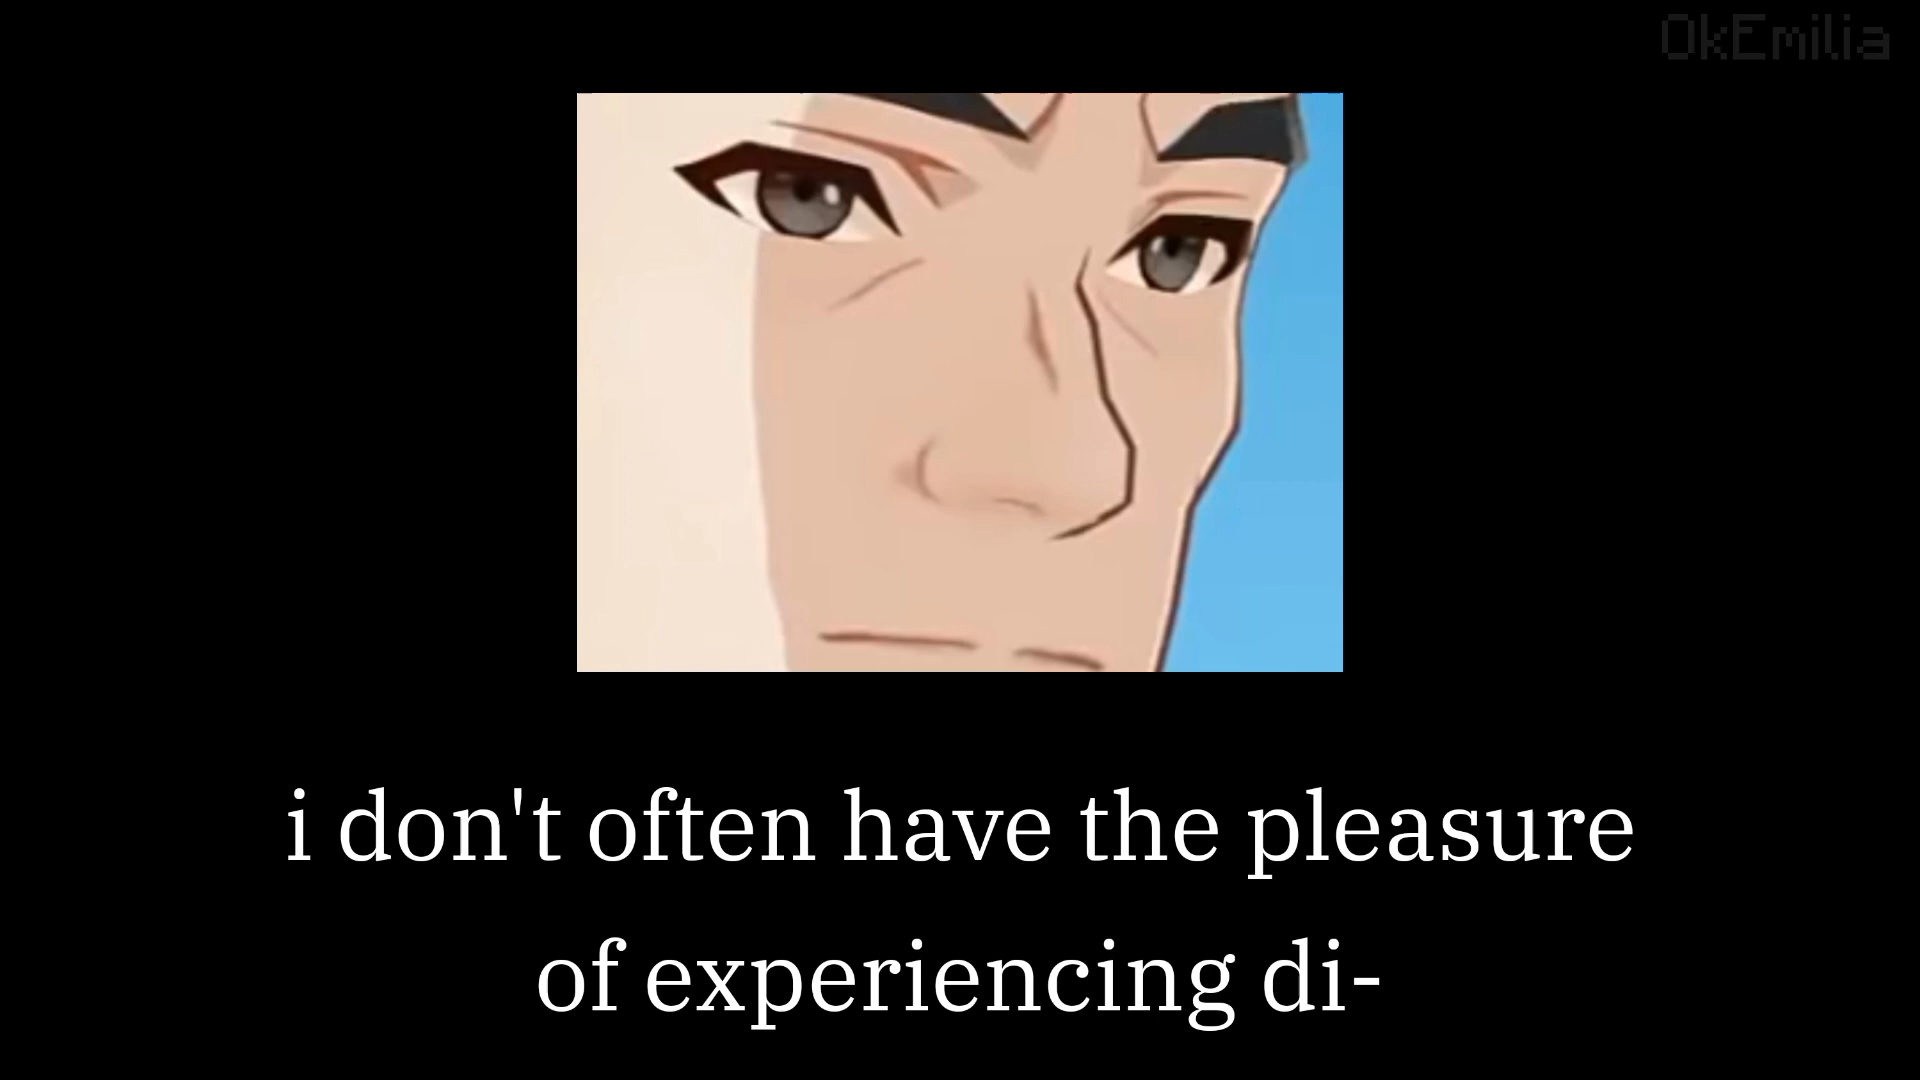 OkEmilia
i don't often have the pleasure
of experiencing di-